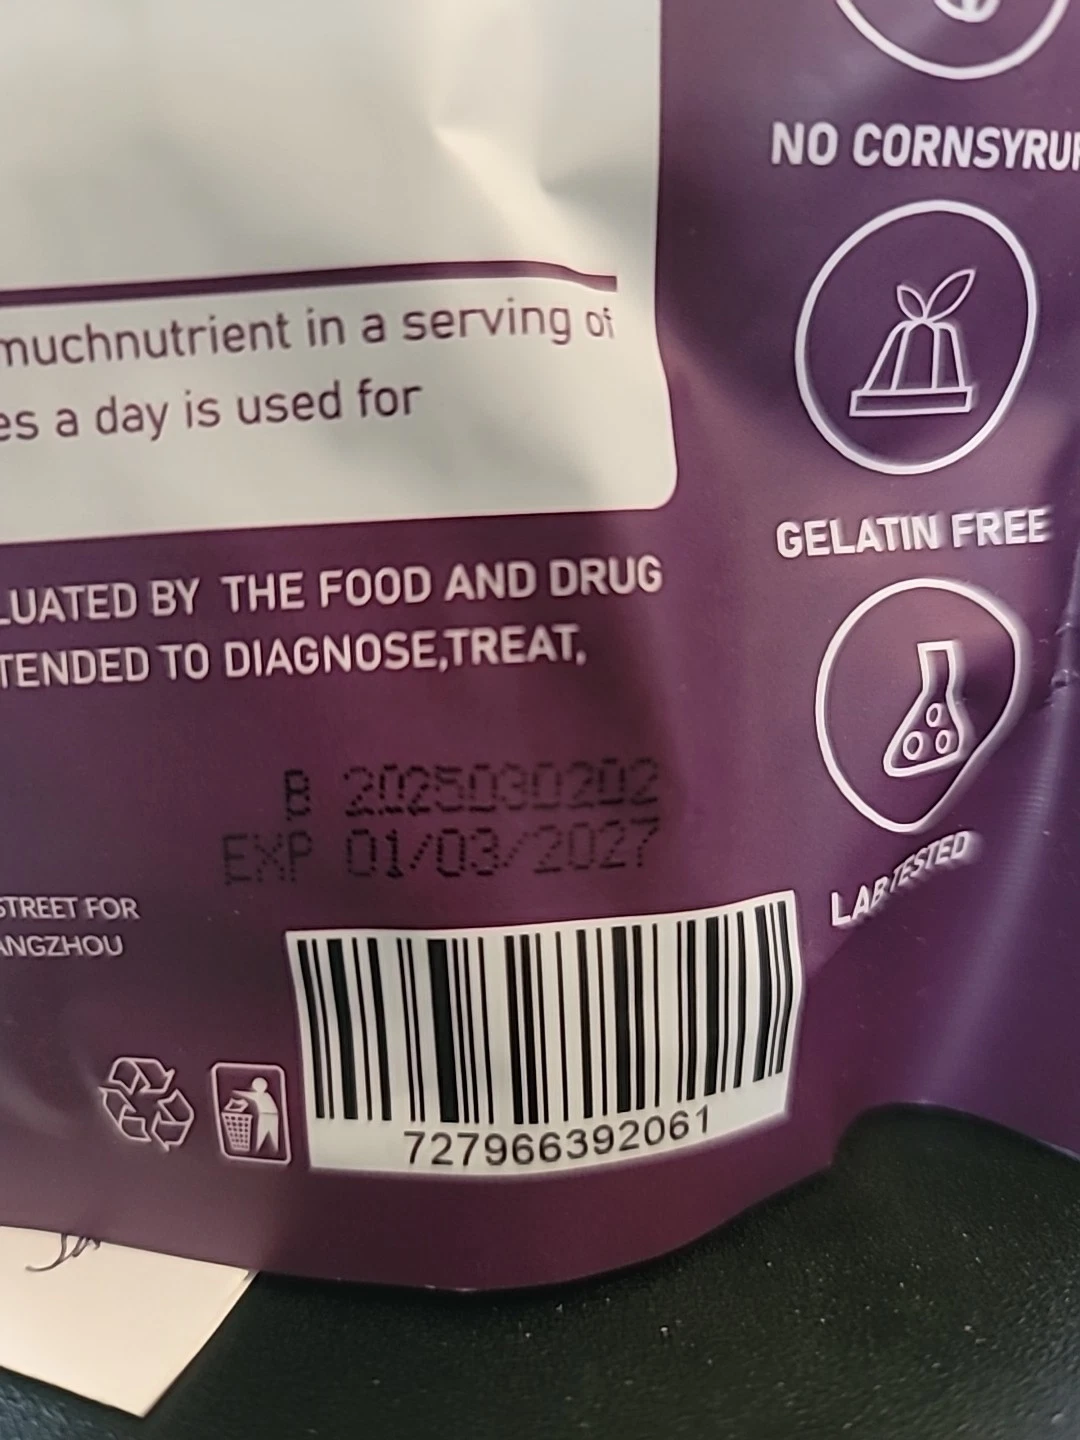 NO CORNSYRUP
muchnutrient in a serving of
es a day is used for
GELATIN FREE
LUATED BY THE FOOD AND DRUG
TENDED TO DIAGNOSE,TREAT,
B 2025030202
EXP 01/03/2027
LAB TESTED
STREET FOR
ANGZHOU
727966392061